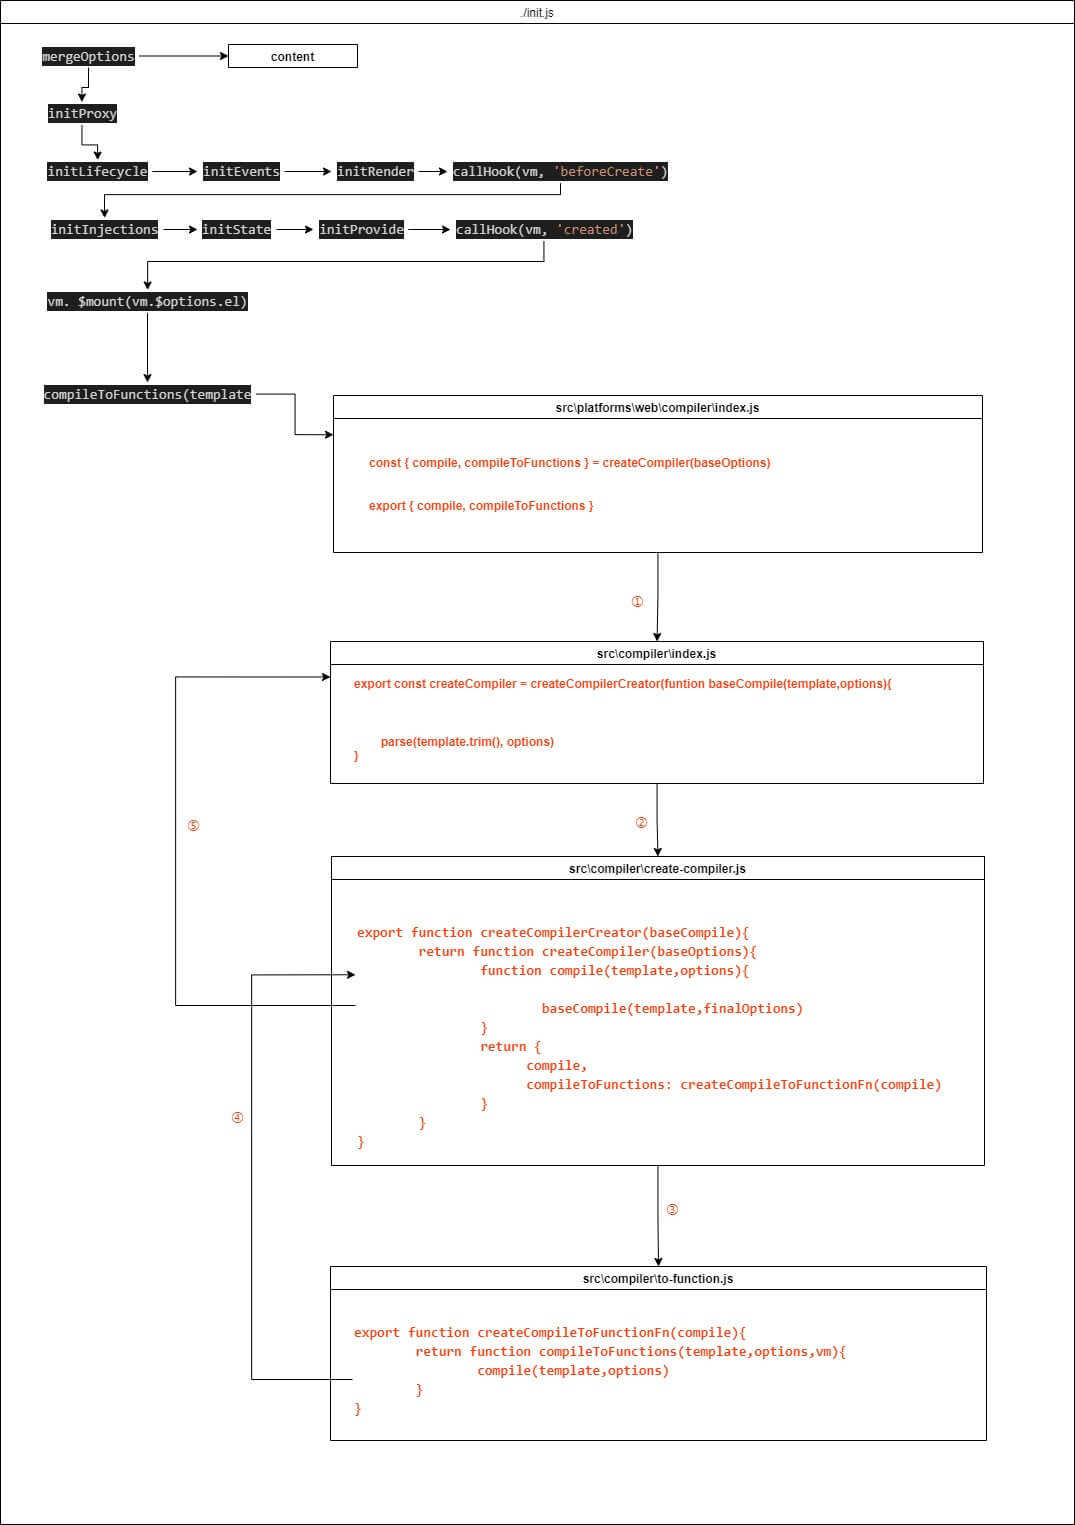 ./init.js
mergeOptions
content
initProxy
initLifecycle
initEvents
initRender
callHook(vm, 'beforeCreate')
initInjections
initState
initProvide
callHook(vm, 'created')
vm. $mount(vm.$options.el)
compileToFunctions(template
src\platforms\web\compiler\index.js
const { compile, compileToFunctions } = createCompiler(baseOptions)
export { compile, compileToFunctions }
①
src\compiler\index.js
export const createCompiler = createCompilerCreator(funtion baseCompile(template,options){
parse(template.trim(), options)
}
⑤
②
src\compiler\create-compiler.js
export function createCompilerCreator(baseCompile){
return function createCompiler(baseOptions){
function compile(template,options){
baseCompile(template,finalOptions)
}
return {
compile,
compileToFunctions: createCompileToFunctionFn(compile)
}
}
}
④
③
src\compiler\to-function.js
export function createCompileToFunctionFn(compile){
return function compileToFunctions(template,options,vm){
compile(template,options)
}
}